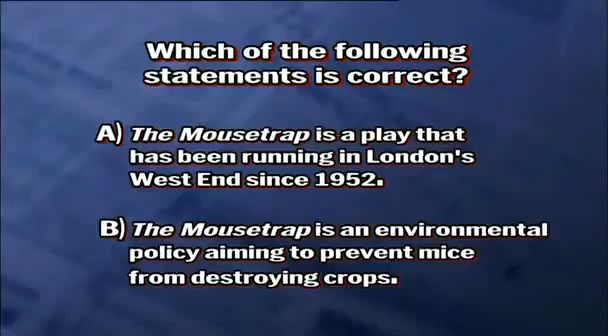 Which of the following
statements is correct?
A) The Mousetrap is a play that
has been running in London's
West End since 1952.
B) The Mousetrap is an environmental
policy aiming to prevent mice
from destroying crops.